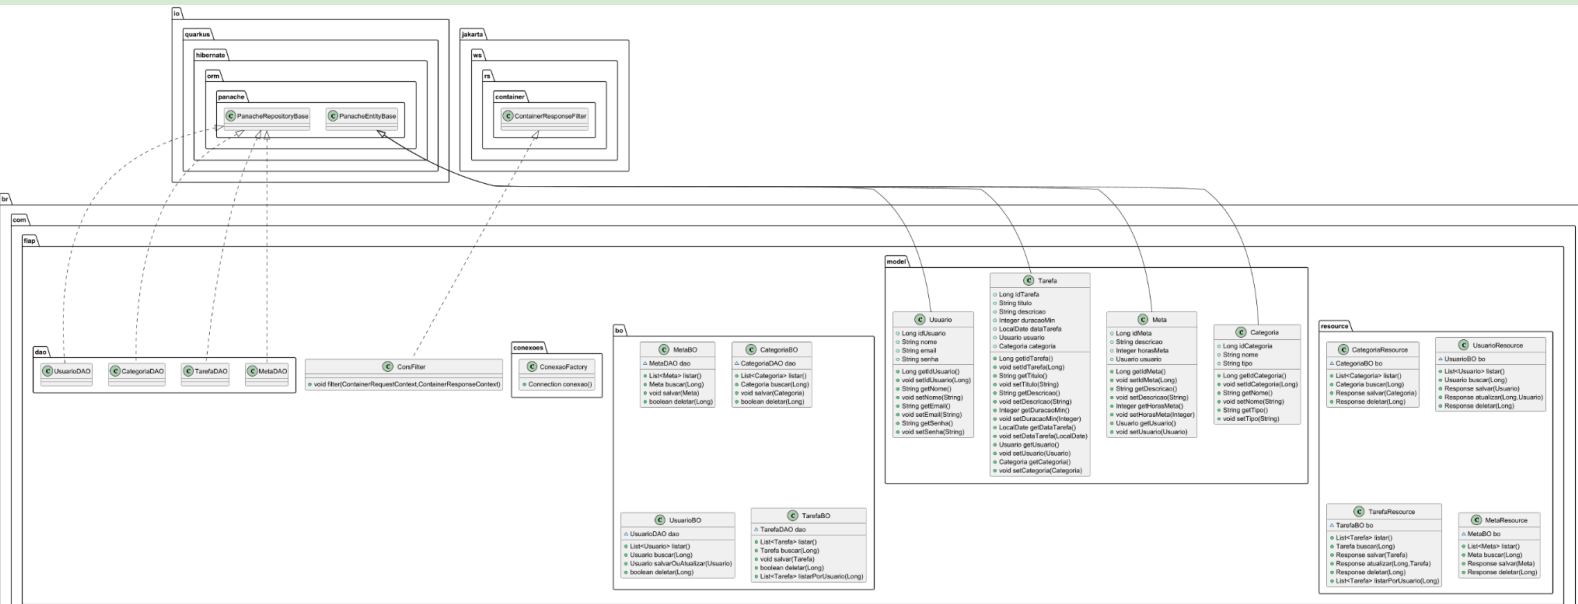 io
quarkus
hibernate
orm
panache
PanacheRepositoryBase
PanacheEntityBase
jakarta
ws
rs
container
ContainerResponseFilter
br
com
fiap
dao
UsuarioDAO
CategoriaDAO
TarefaDAO
MetaDAO
CorsFilter
void filter(ContainerRequestContext,ContainerResponseContext)
conexoes
ConexaoFactory
Connection conexao()
bo
MetaBO
MetaDAO dao
List<Meta> listar()
Meta buscar(Long)
void salvar(Meta)
boolean deletar(Long)
CategoriaBO
CategoriaDAO dao
List<Categoria> listar()
Categoria buscar(Long)
void salvar(Categoria)
boolean deletar(Long)
UsuarioBO
UsuarioDAO dao
List<Usuario> listar()
Usuario buscar(Long)
Usuario salvarOuAtualizar(Usuario)
boolean deletar(Long)
TarefaBO
TarefaDAO dao
List<Tarefa> listar()
Tarefa buscar(Long)
void salvar(Tarefa)
boolean deletar(Long)
List<Tarefa> listarPorUsuario(Long)
model
Usuario
Long idUsuario
String nome
String email
String senha
Long getIdUsuario()
void setIdUsuario(Long)
String getNome()
void setNome(String)
String getEmail()
void setEmail(String)
String getSenha()
void setSenha(String)
Tarefa
Long idTarefa
String titulo
String descricao
Integer duracaoMin
LocalDate dataTarefa
Usuario usuario
Categoria categoria
Long getIdTarefa()
void setIdTarefa(Long)
String getTitulo()
void setTitulo(String)
String getDescricao()
void setDescricao(String)
Integer getDuracaoMin()
void setDuracaoMin(Integer)
LocalDate getDataTarefa()
void setDataTarefa(LocalDate)
Usuario getUsuario()
void setUsuario(Usuario)
Categoria getCategoria()
void setCategoria(Categoria)
Meta
Long idMeta
String descricao
Integer horasMeta
Usuario usuario
Long getIdMeta()
void setIdMeta(Long)
String getDescricao()
void setDescricao(String)
Integer getHorasMeta()
void setHorasMeta(Integer)
Usuario getUsuario()
void setUsuario(Usuario)
Categoria
Long idCategoria
String nome
String tipo
Long getIdCategoria()
void setIdCategoria(Long)
String getNome()
void setNome(String)
String getTipo()
void setTipo(String)
resource
CategoriaResource
CategoriaBO bo
List<Categoria> listar()
Categoria buscar(Long)
Response salvar(Categoria)
Response deletar(Long)
UsuarioResource
UsuarioBO bo
List<Usuario> listar()
Usuario buscar(Long)
Response salvar(Usuario)
Response atualizar(Long,Usuario)
Response deletar(Long)
TarefaResource
TarefaBO bo
List<Tarefa> listar()
Tarefa buscar(Long)
Response salvar(Tarefa)
Response atualizar(Long,Tarefa)
Response deletar(Long)
List<Tarefa> listarPorUsuario(Long)
MetaResource
MetaBO bo
List<Meta> listar()
Meta buscar(Long)
Response salvar(Meta)
Response deletar(Long)